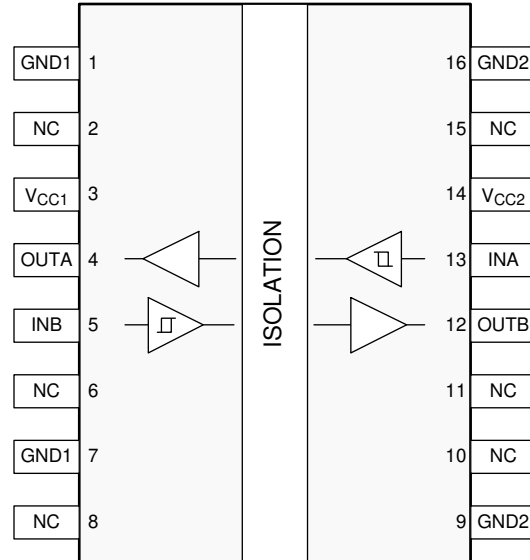 GND1 1 16 GND2
NC 2 15 NC
VCC1 3 14 VCC2
OUTA 4 13 INA
INB 5 12 OUTB
NC 6 11 NC
GND1 7 10 NC
NC 8 9 GND2
ISOLATION